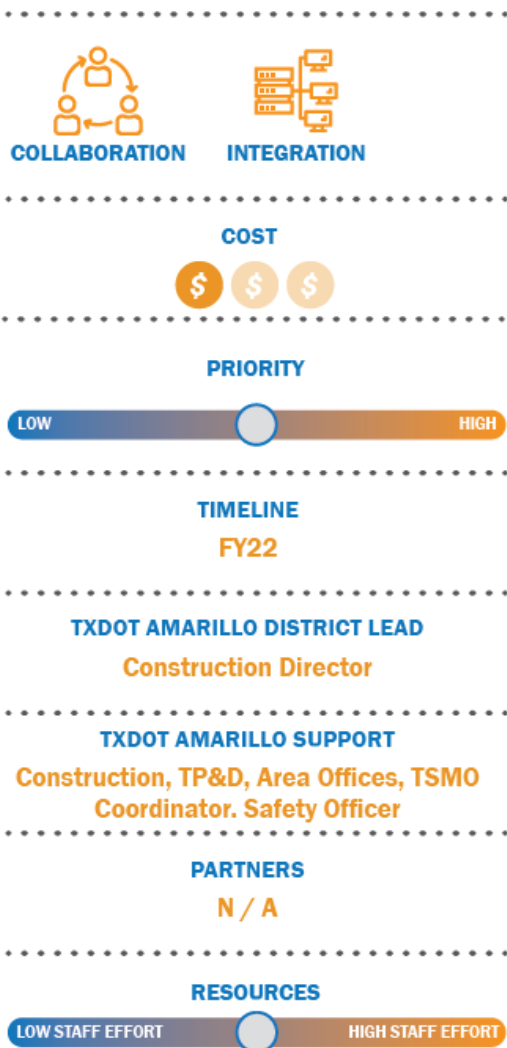 COLLABORATION INTEGRATION
COST
$ $ $
PRIORITY
LOW HIGH
TIMELINE
FY22
TXDOT AMARILLO DISTRICT LEAD
Construction Director
TXDOT AMARILLO SUPPORT
Construction, TP&D, Area Offices, TSMO
Coordinator. Safety Officer
PARTNERS
N / A
RESOURCES
LOW STAFF EFFORT HIGH STAFF EFFORT